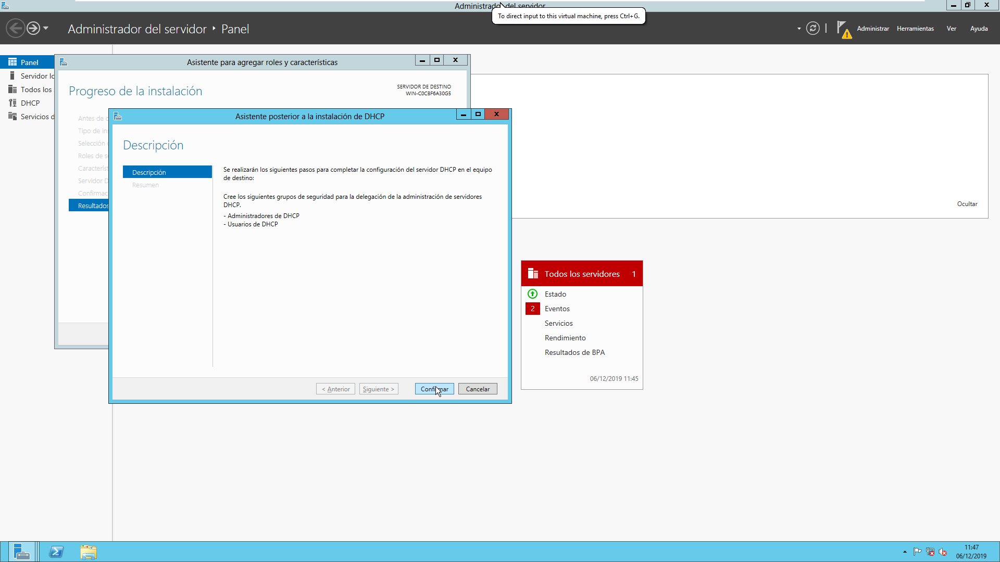 Administrador del servidor
To direct input to this virtual machine, press Ctrl+G.
Administrador del servidor ‣ Panel
Administrar
Herramientas
Ver
Ayuda
Panel
Servidor lo
Todos los
DHCP
Servicios d
Asistente para agregar roles y características
Progreso de la instalación
SERVIDOR DE DESTINO
WIN-C0CBF6A30G5
Antes de c
Tipo de ins
Selección
Roles de se
Característ
Servidor D
Confirmac
Resultados
Asistente posterior a la instalación de DHCP
Descripción
Descripción
Resumen
Se realizarán los siguientes pasos para completar la configuración del servidor DHCP en el equipo
de destino:
Cree los siguientes grupos de seguridad para la delegación de la administración de servidores
DHCP.
- Administradores de DHCP
- Usuarios de DHCP
< Anterior
Siguiente >
Confirmar
Cancelar
Ocultar
Todos los servidores 1
Estado
2 Eventos
Servicios
Rendimiento
Resultados de BPA
06/12/2019 11:45
11:47
06/12/2019